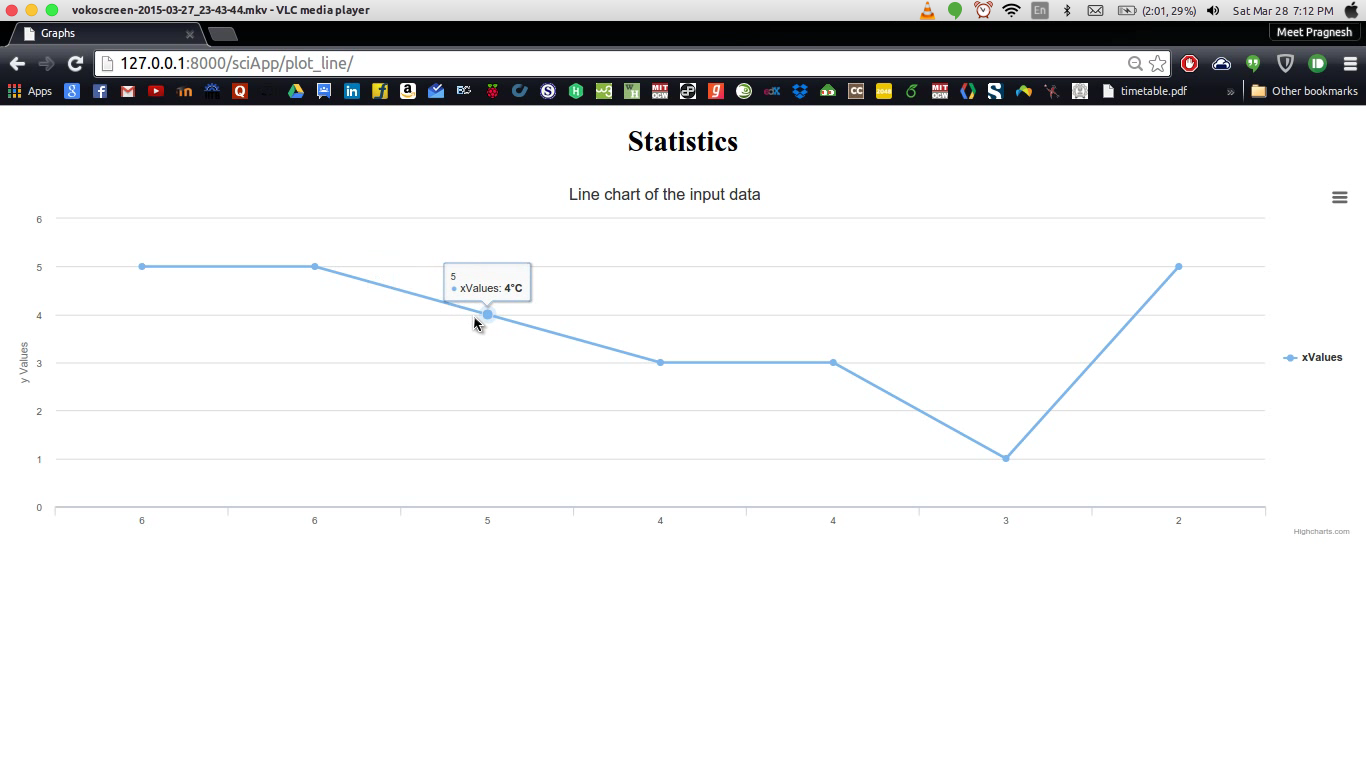 vokoscreen-2015-03-27_23-43-44.mkv - VLC media player
En
(2:01, 29%)
Sat Mar 28 7:12 PM
Graphs
Meet Pragnesh
127.0.0.1:8000/sciApp/plot_line/
Apps
timetable.pdf
»
Other bookmarks
Statistics
Line chart of the input data
6
5
4
3
2
1
0
y Values
5
xValues: 4°C
xValues
6 6 5 4 4 3 2
Highcharts.com